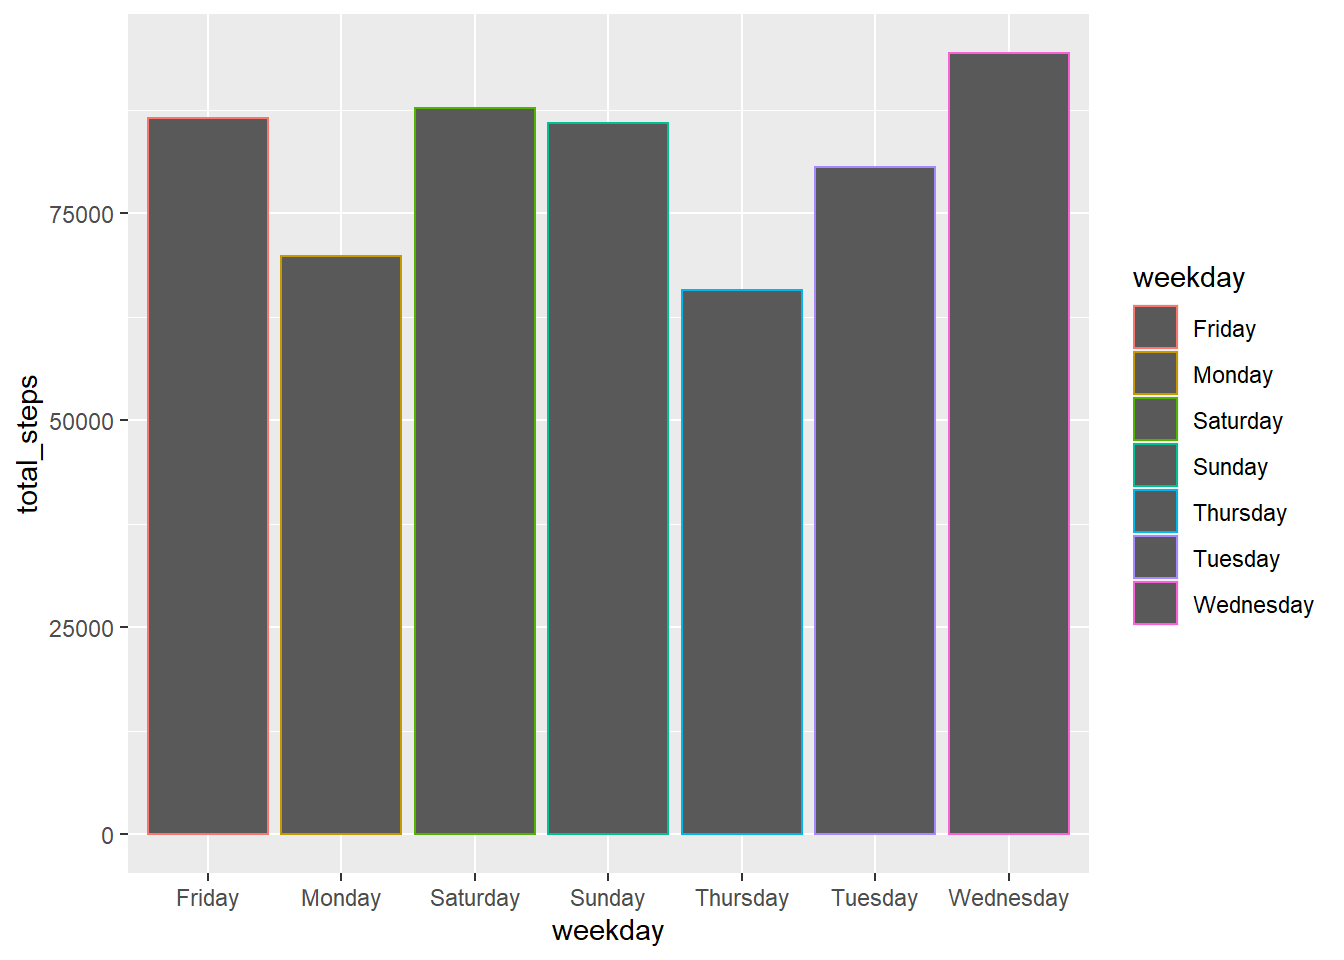 total_steps
75000
50000
25000
0
Friday Monday Saturday Sunday Thursday Tuesday Wednesday
weekday
weekday
Friday
Monday
Saturday
Sunday
Thursday
Tuesday
Wednesday